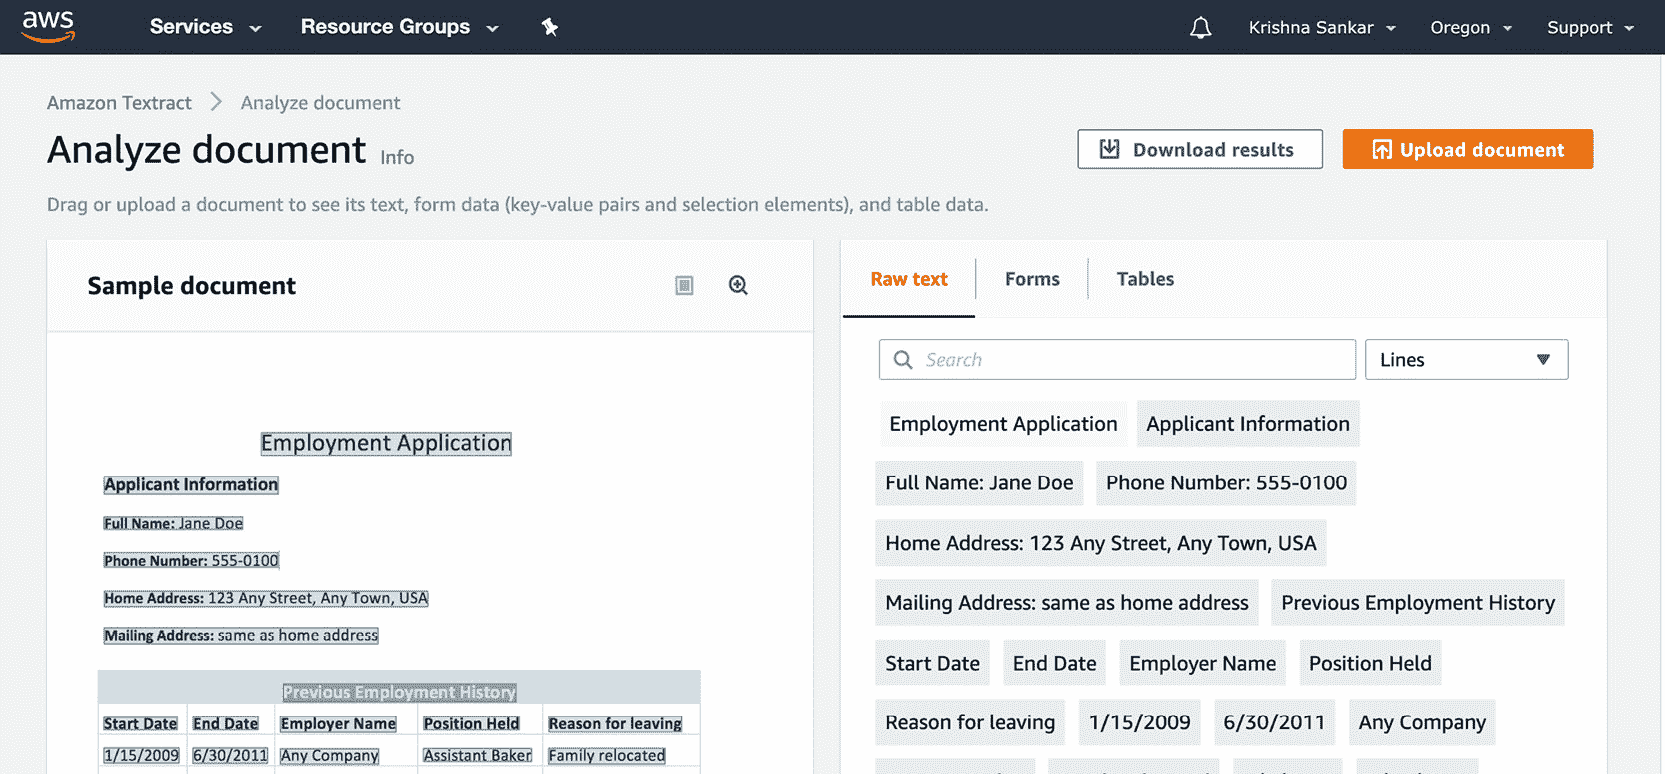 aws Services Resource Groups Krishna Sankar Oregon Support
Amazon Textract Analyze document
Analyze document Info
Download results Upload document
Drag or upload a document to see its text, form data (key-value pairs and selection elements), and table data.
Sample document
Employment Application
Applicant Information
Full Name: Jane Doe
Phone Number: 555-0100
Home Address: 123 Any Street, Any Town, USA
Mailing Address: same as home address
Previous Employment History
Start Date End Date Employer Name Position Held Reason for leaving
1/15/2009 6/30/2011 Any Company Assistant Baker Family relocated
Raw text Forms Tables
Search Lines
Employment Application Applicant Information
Full Name: Jane Doe Phone Number: 555-0100
Home Address: 123 Any Street, Any Town, USA
Mailing Address: same as home address Previous Employment History
Start Date End Date Employer Name Position Held
Reason for leaving 1/15/2009 6/30/2011 Any Company